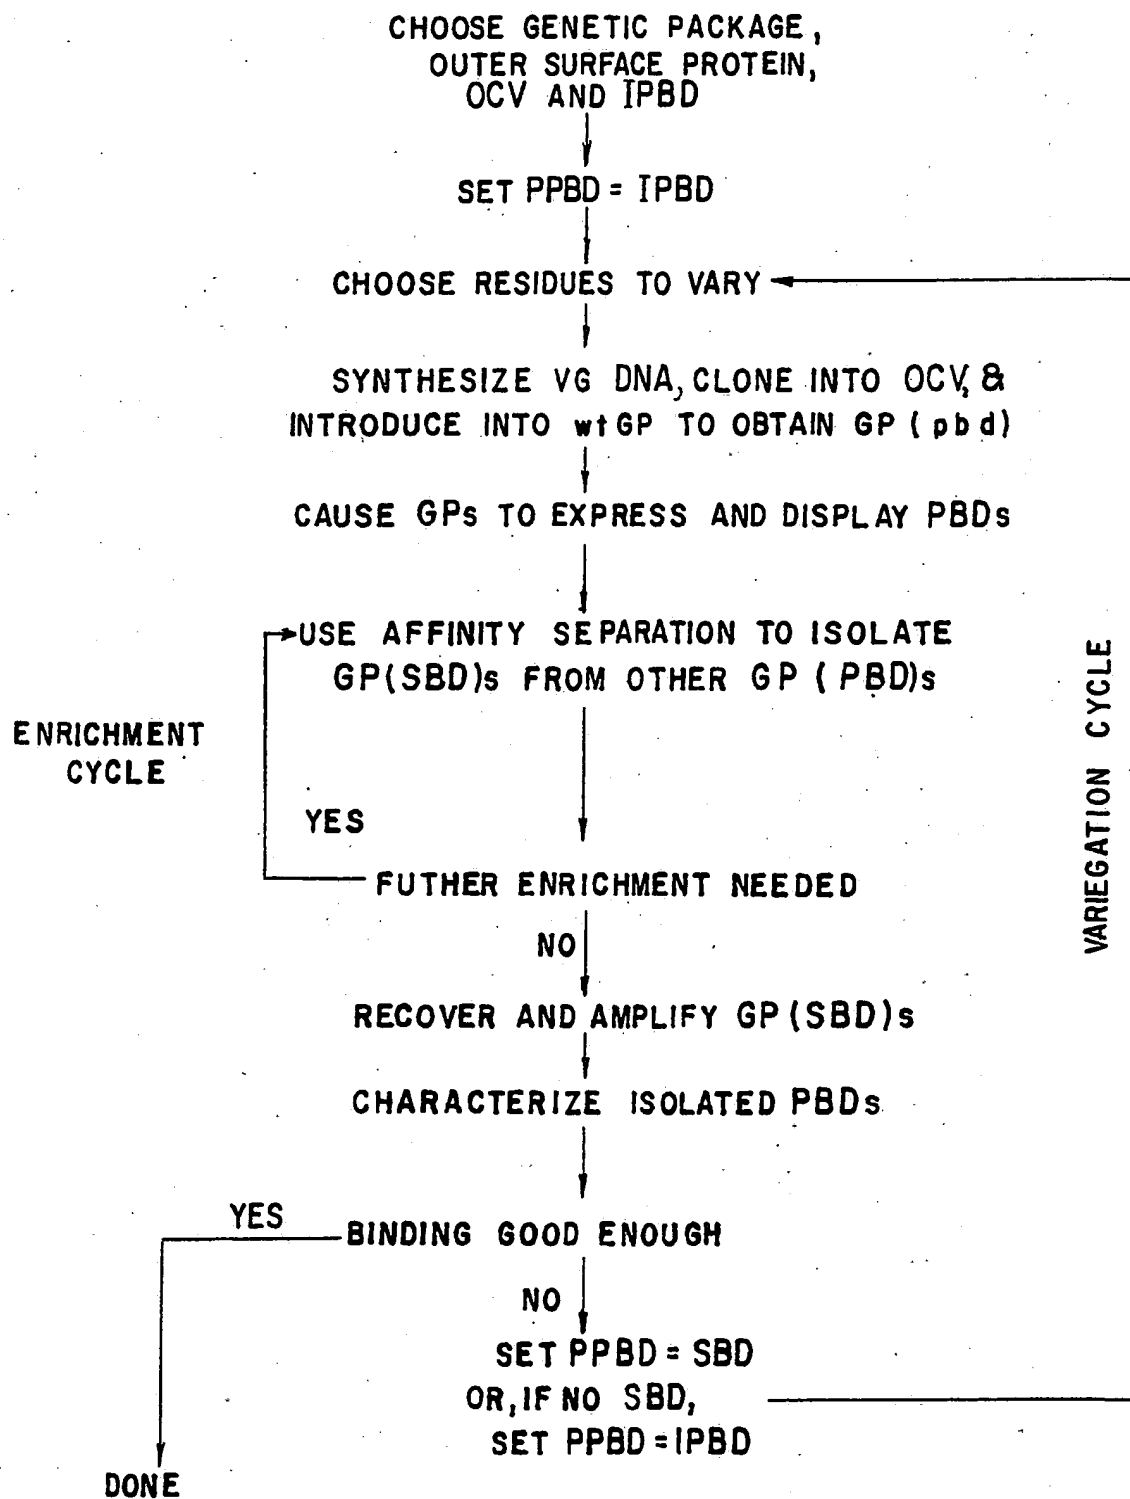 CHOOSE GENETIC PACKAGE,
OUTER SURFACE PROTEIN,
OCV AND IPBD
SET PPBD = IPBD
CHOOSE RESIDUES TO VARY
SYNTHESIZE VG DNA, CLONE INTO OCV, &
INTRODUCE INTO wtGP TO OBTAIN GP (pbd)
CAUSE GPs TO EXPRESS AND DISPLAY PBDs
USE AFFINITY SEPARATION TO ISOLATE
GP(SBD)s FROM OTHER GP (PBD)s
ENRICHMENT
CYCLE
YES
VARIEGATION CYCLE
FUTHER ENRICHMENT NEEDED
NO
RECOVER AND AMPLIFY GP(SBD)s
CHARACTERIZE ISOLATED PBDs
YES
BINDING GOOD ENOUGH
NO
SET PPBD = SBD
OR, IF NO SBD,
SET PPBD = IPBD
DONE